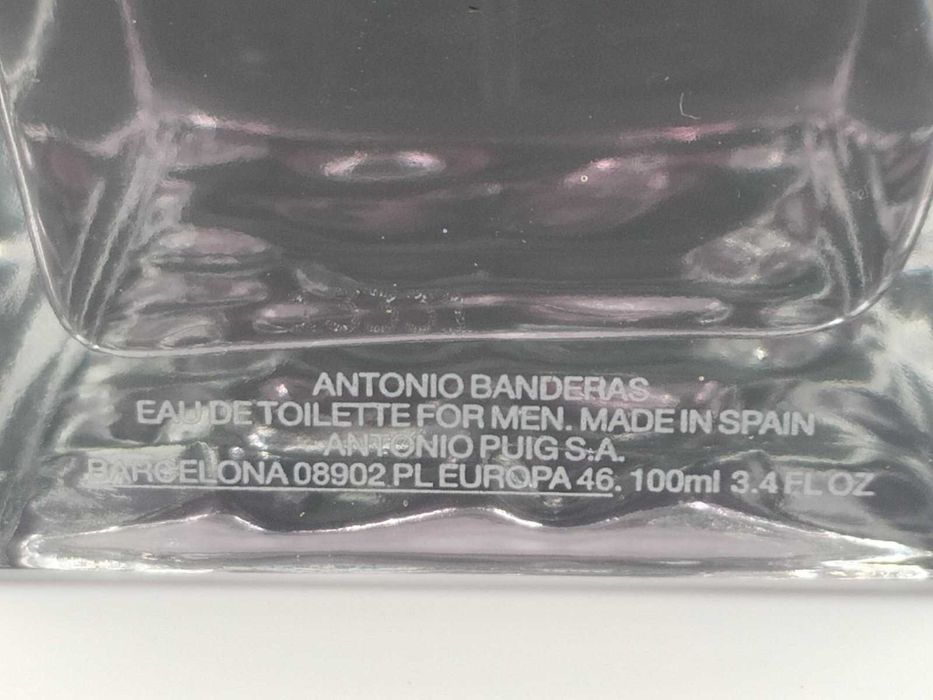 ANTONIO BANDERAS
EAU DE TOILETTE FOR MEN. MADE IN SPAIN
ANTONIO PUIG S.A.
BARCELONA 08902 PL EUROPA 46. 100ml 3.4 FL OZ